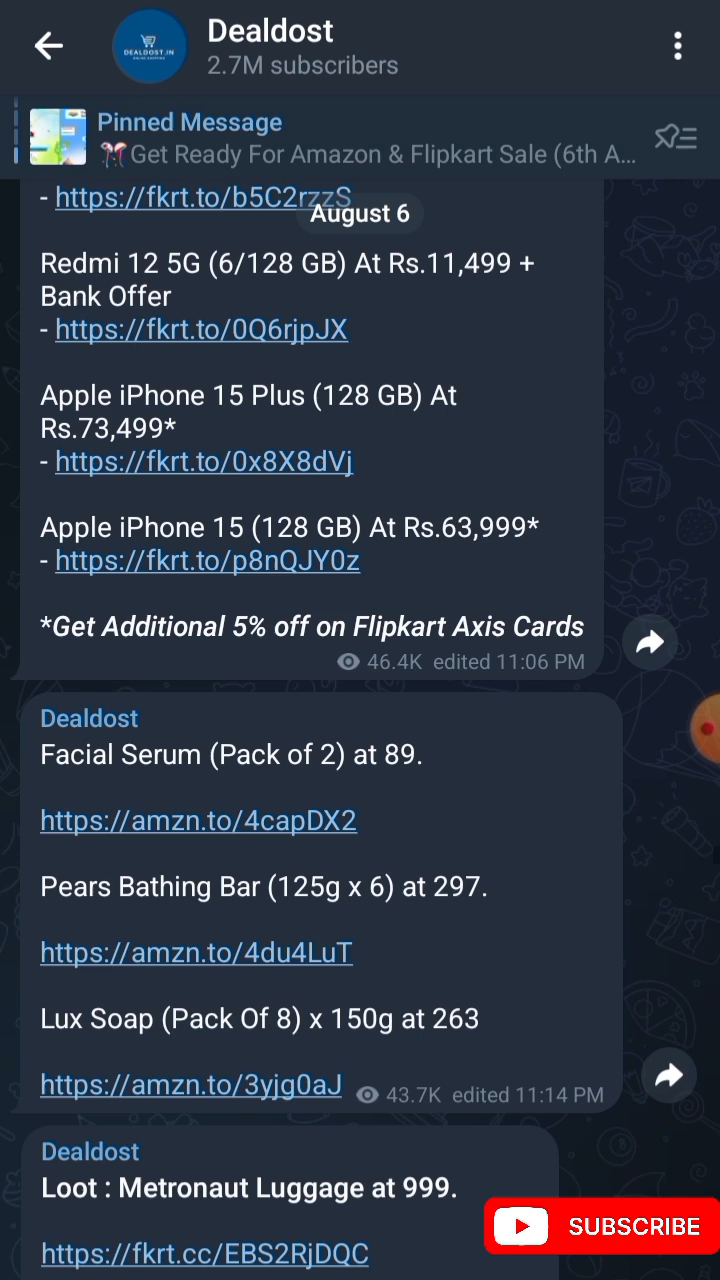 Dealdost
2.7M subscribers
DEALDOST.IN
Pinned Message
Get Ready For Amazon & Flipkart Sale (6th A...
- https://fkrt.to/b5C2rzzS
August 6
Redmi 12 5G (6/128 GB) At Rs.11,499 +
Bank Offer
- https://fkrt.to/0Q6rjpJX
Apple iPhone 15 Plus (128 GB) At
Rs.73,499*
- https://fkrt.to/0x8X8dVj
Apple iPhone 15 (128 GB) At Rs.63,999*
- https://fkrt.to/p8nQJY0z
*Get Additional 5% off on Flipkart Axis Cards
46.4K edited 11:06 PM
Dealdost
Facial Serum (Pack of 2) at 89.
https://amzn.to/4capDX2
Pears Bathing Bar (125g x 6) at 297.
https://amzn.to/4du4LuT
Lux Soap (Pack Of 8) x 150g at 263
https://amzn.to/3yjg0aJ
43.7K edited 11:14 PM
Dealdost
Loot : Metronaut Luggage at 999.
https://fkrt.cc/EBS2RjDQC
SUBSCRIBE